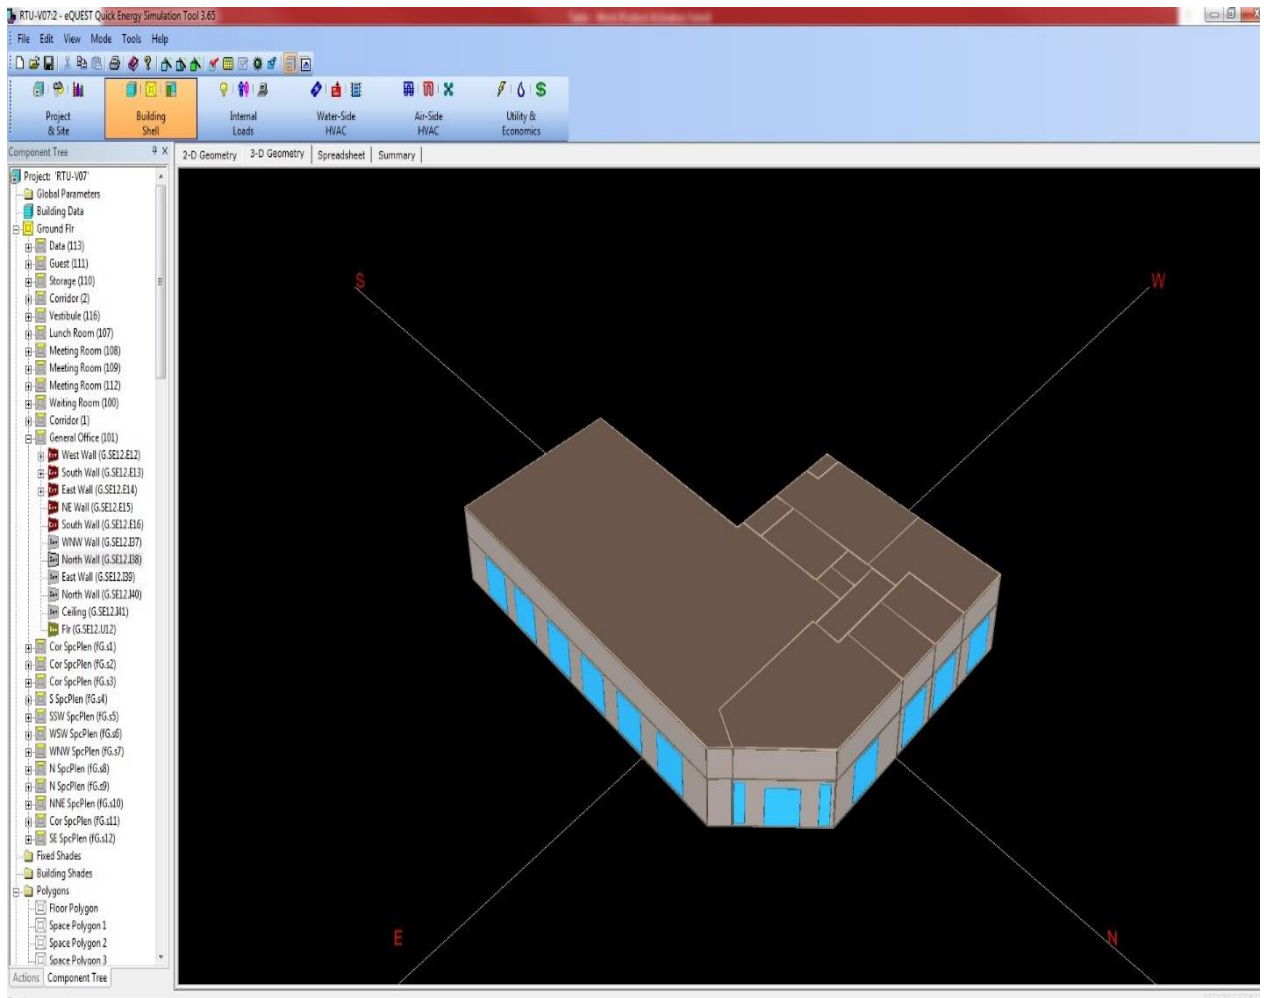 RTU-V07:2 - eQUEST Quick Energy Simulation Tool 3.65
File Edit View Mode Tools Help
Project & Site
Building Shell
Internal Loads
Water-Side HVAC
Air-Side HVAC
Utility & Economics
Component Tree
2-D Geometry 3-D Geometry Spreadsheet Summary
Project: 'RTU-V07'
Global Parameters
Building Data
Ground Flr
Data (113)
Guest (111)
Storage (110)
Corridor (2)
Vestibule (116)
Lunch Room (107)
Meeting Room (108)
Meeting Room (109)
Meeting Room (112)
Waiting Room (100)
Corridor (1)
General Office (101)
West Wall (G.SE12.E12)
South Wall (G.SE12.E13)
East Wall (G.SE12.E14)
NE Wall (G.SE12.E15)
South Wall (G.SE12.E16)
WNW Wall (G.SE12.I37)
North Wall (G.SE12.I38)
East Wall (G.SE12.I39)
North Wall (G.SE12.I40)
Ceiling (G.SE12.I41)
Flr (G.SE12.U12)
Cor SpcPlen (fG.s1)
Cor SpcPlen (fG.s2)
Cor SpcPlen (fG.s3)
S SpcPlen (fG.s4)
SSW SpcPlen (fG.s5)
WSW SpcPlen (fG.s6)
WNW SpcPlen (fG.s7)
N SpcPlen (fG.s8)
N SpcPlen (fG.s9)
NNE SpcPlen (fG.s10)
Cor SpcPlen (fG.s11)
SE SpcPlen (fG.s12)
Fixed Shades
Building Shades
Polygons
Floor Polygon
Space Polygon 1
Space Polygon 2
Space Polygon 3
Actions Component Tree
S
W
E
N